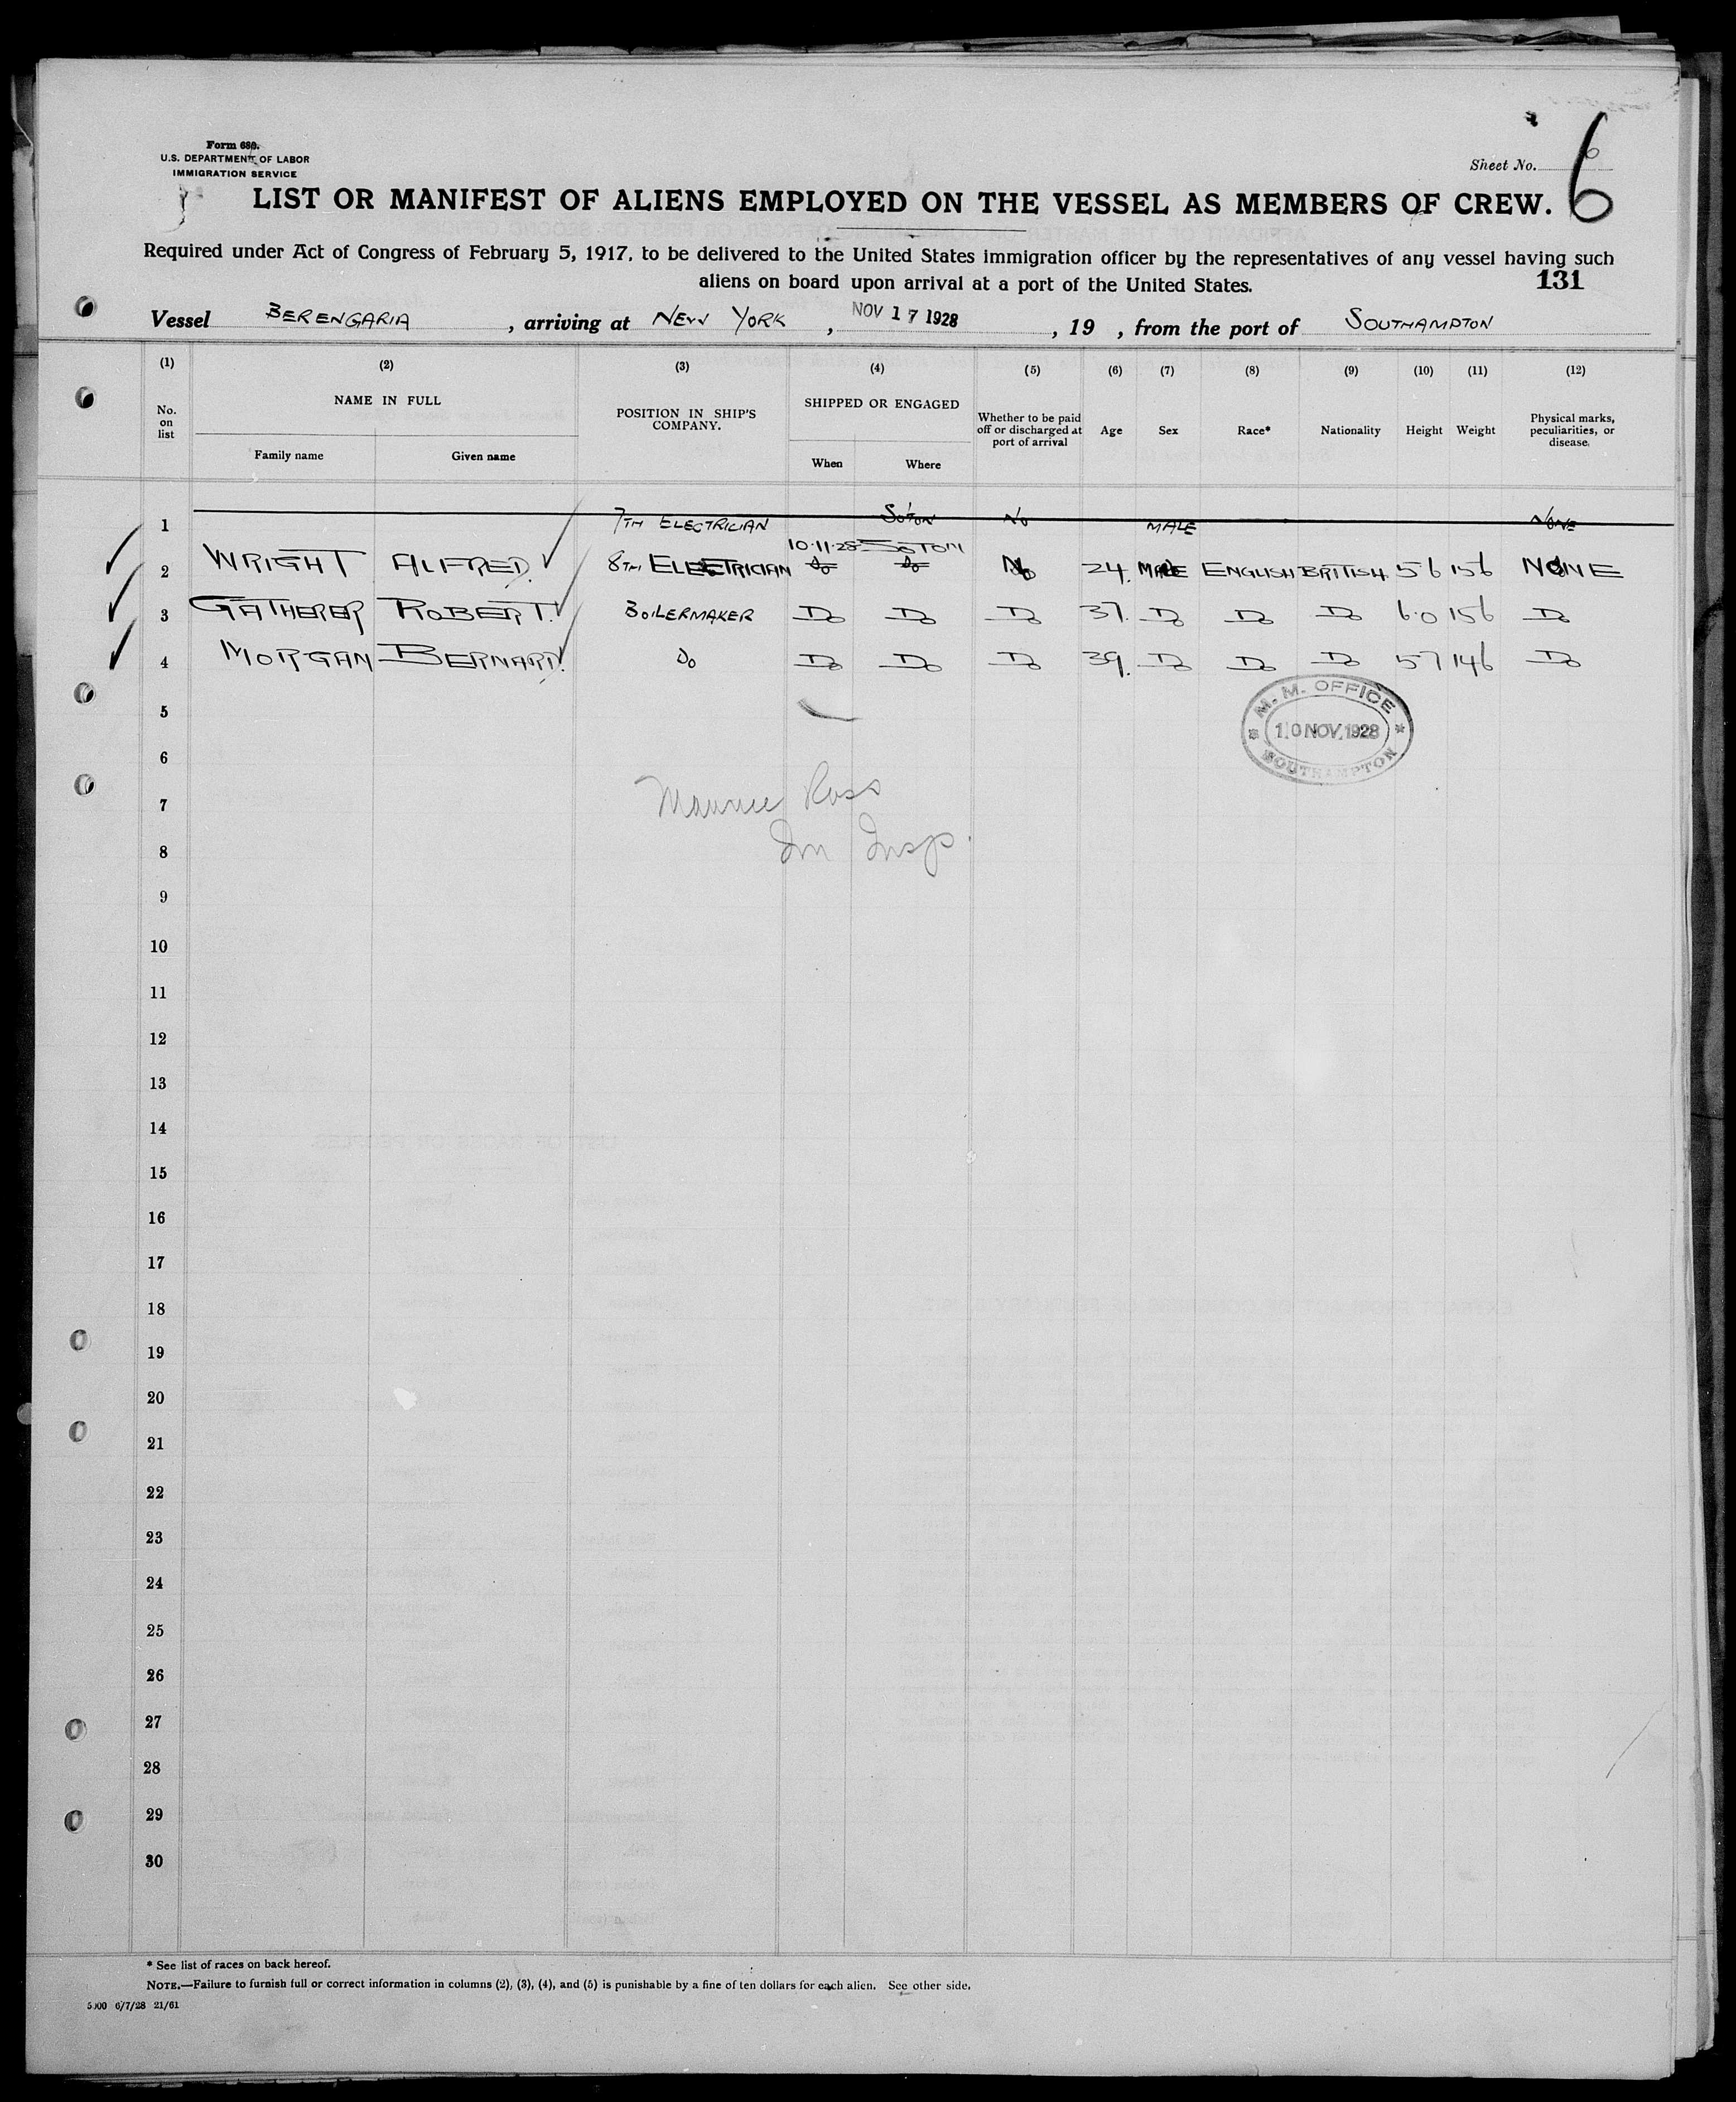 Form 680.
U.S. DEPARTMENT OF LABOR
IMMIGRATION SERVICE
Sheet No. 6
6
LIST OR MANIFEST OF ALIENS EMPLOYED ON THE VESSEL AS MEMBERS OF CREW.
Required under Act of Congress of February 5, 1917, to be delivered to the United States immigration officer by the representatives of any vessel having such
aliens on board upon arrival at a port of the United States.
131
Vessel BERENGARIA, arriving at NEW YORK, NOV 17 1928, 19 , from the port of SOUTHAMPTON
(1) (2) (3) (4) (5) (6) (7) (8) (9) (10) (11) (12)
No. on list NAME IN FULL Family name Given name POSITION IN SHIP'S COMPANY. SHIPPED OR ENGAGED When Where Whether to be paid off or discharged at port of arrival Age Sex Race* Nationality Height Weight Physical marks, peculiarities, or disease.
1 7TH ELECTRICIAN So'ton No MALE NONE
10.11.28 SOTON
2 WRIGHT ALFRED. 8TH ELECTRICIAN Do Do No 24. MALE ENGLISH BRITISH 5 6 156 NONE
3 GATHERER ROBERT. BOILERMAKER Do Do Do 37. Do Do Do 6.0 156 Do
4 MORGAN BERNARD. Do Do Do Do 39. Do Do Do 5 7 146 Do
5
M. M. OFFICE
10 NOV. 1928
SOUTHAMPTON
6
7 Maurice Ross
8 Im Insp.
9
10
11
12
13
14
15
16
17
18
19
20
21
22
23
24
25
26
27
28
29
30
* See list of races on back hereof.
NOTE.—Failure to furnish full or correct information in columns (2), (3), (4), and (5) is punishable by a fine of ten dollars for each alien. See other side.
5000 6/7/28 21/61